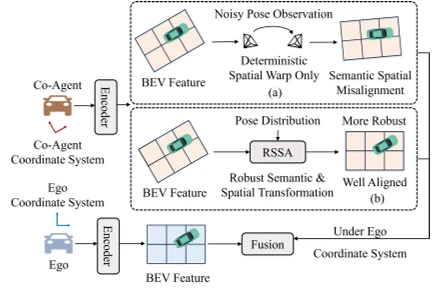 Noisy Pose Observation
BEV Feature
Deterministic
Spatial Warp Only
(a)
Semantic Spatial
Misalignment
Co-Agent
Encoder
Co-Agent
Coordinate System
Pose Distribution
More Robust
RSSA
BEV Feature
Robust Semantic &
Spatial Transformation
Well Aligned
(b)
Ego
Coordinate System
Ego
Encoder
BEV Feature
Fusion
Under Ego
Coordinate System